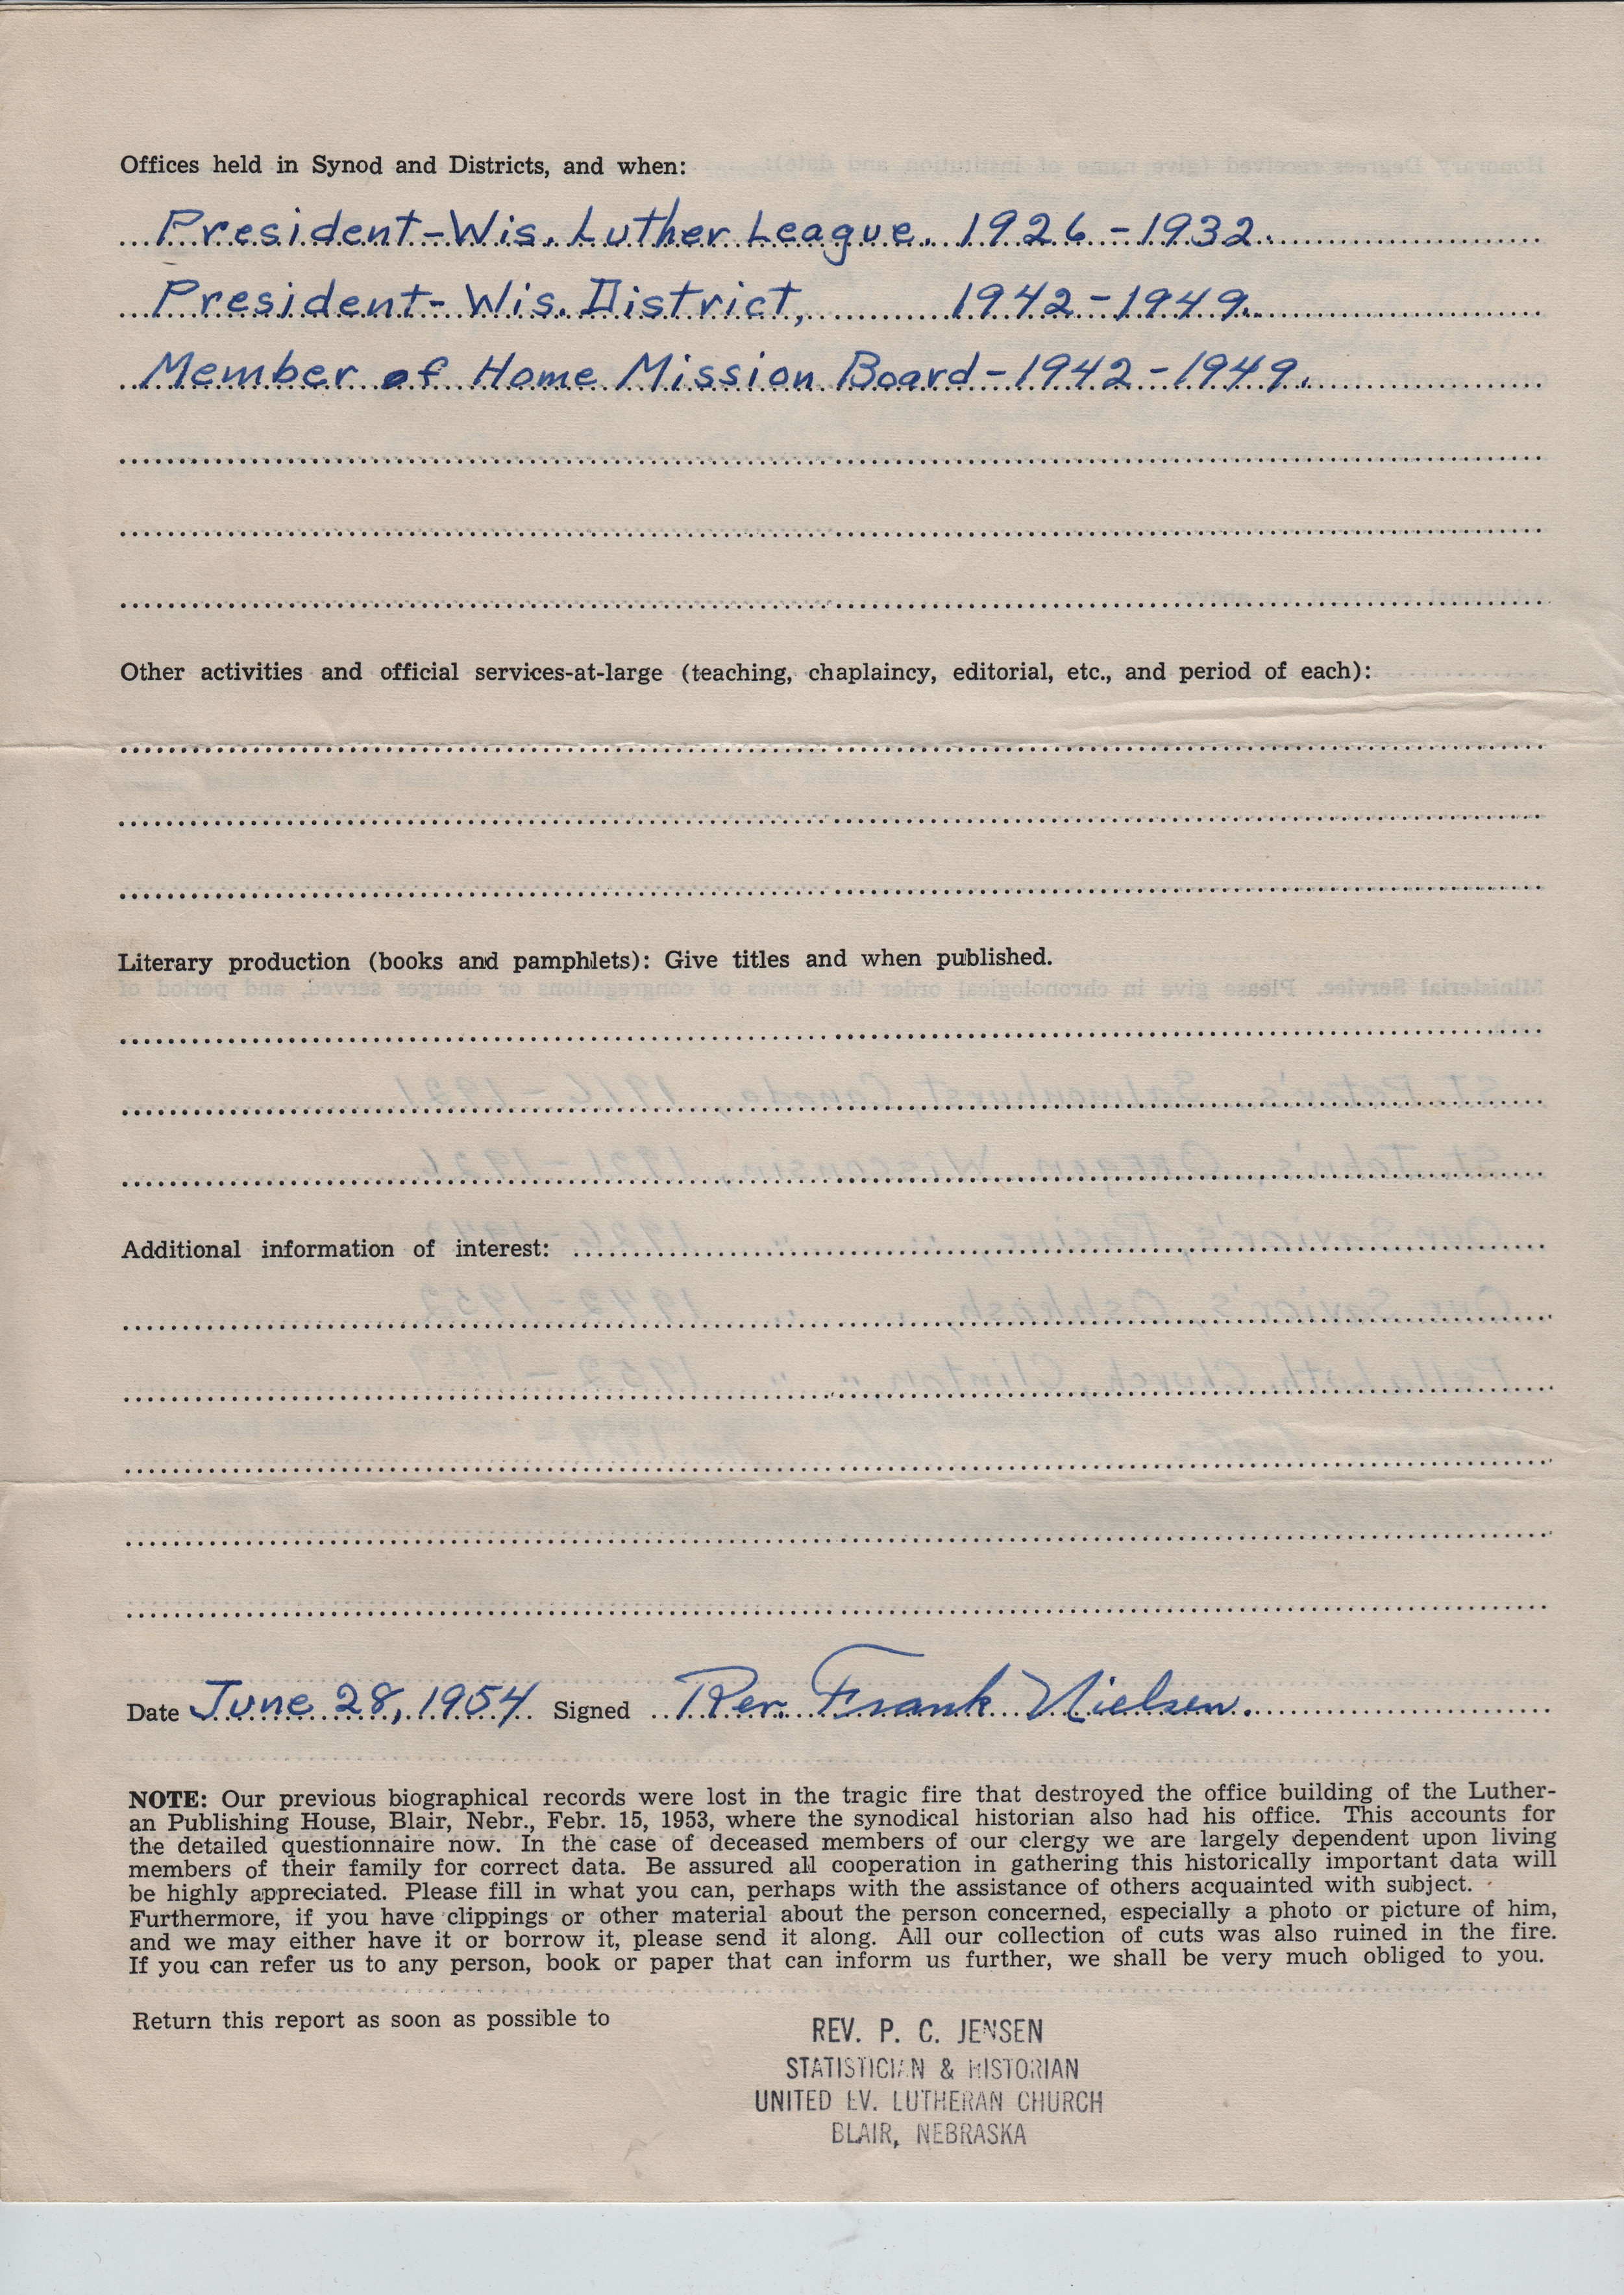 Offices held in Synod and Districts, and when:
President-Wis. Luther League. 1926-1932.
President-Wis. District, 1942-1949.
Member of Home Mission Board-1942-1949.
Other activities and official services-at-large (teaching, chaplaincy, editorial, etc., and period of each):
Literary production (books and pamphlets): Give titles and when published.
Additional information of interest:
Date June 28, 1954 Signed Rev. Frank Nielsen.
NOTE: Our previous biographical records were lost in the tragic fire that destroyed the office building of the Luther-
an Publishing House, Blair, Nebr., Febr. 15, 1953, where the synodical historian also had his office. This accounts for
the detailed questionnaire now. In the case of deceased members of our clergy we are largely dependent upon living
members of their family for correct data. Be assured all cooperation in gathering this historically important data will
be highly appreciated. Please fill in what you can, perhaps with the assistance of others acquainted with subject.
Furthermore, if you have clippings or other material about the person concerned, especially a photo or picture of him,
and we may either have it or borrow it, please send it along. All our collection of cuts was also ruined in the fire.
If you can refer us to any person, book or paper that can inform us further, we shall be very much obliged to you.
Return this report as soon as possible to
REV. P. C. JENSEN
STATISTICIAN & HISTORIAN
UNITED EV. LUTHERAN CHURCH
BLAIR, NEBRASKA